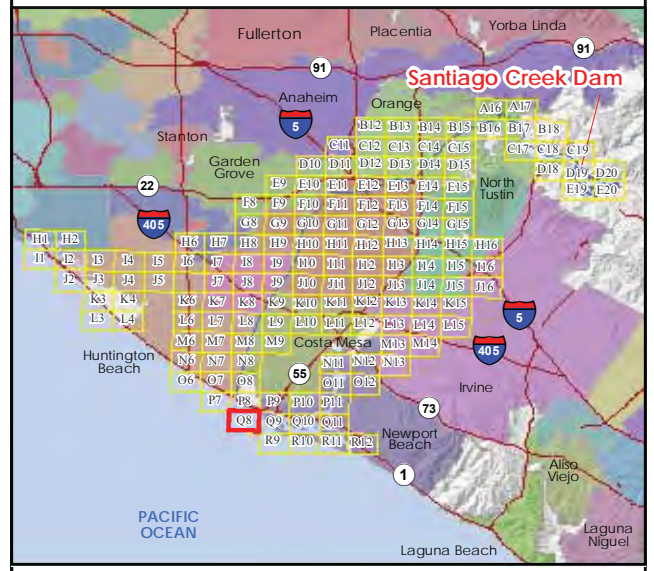 Fullerton
Placentia
Yorba Linda
91
91
Santiago Creek Dam
Anaheim
Orange
5
A16 A17
B12 B13 B14 B15 B16 B17 B18
Stanton
C11 C12 C13 C14 C15 C17 C18 C19
Garden
Grove
D10 D11 D12 D13 D14 D15 D18 D19 D20
22
E9 E10 E11 E12 E13 E14 E15 E19 E20
North
Tustin
F8 F9 F10 F11 F12 F13 F14 F15
405
G8 G9 G10 G11 G12 G13 G14 G15
H1 H2 H6 H7 H8 H9 H10 H11 H12 H13 H14 H15 H16
I1 I2 I3 I4 I5 I6 I7 I8 I9 I10 I11 I12 I13 I14 I15 I16
J2 J3 J4 J5 J7 J8 J9 J10 J11 J12 J13 J14 J15 J16
K3 K4 K6 K7 K8 K9 K10 K11 K12 K13 K14 K15
5
L3 L4 L6 L7 L8 L9 L10 L11 L12 L13 L14 L15
M6 M7 M8 M9 Costa Mesa M13 M14
405
Huntington
Beach
N6 N7 N8 N11 N12 N13
55
O6 O7 O8 O11 O12
Irvine
P7 P8 P9 P10 P11
73
Q8 Q9 Q10 Q11
R9 R10 R11 R12
Newport
Beach
1
Aliso
Viejo
PACIFIC
OCEAN
Laguna
Niguel
Laguna Beach